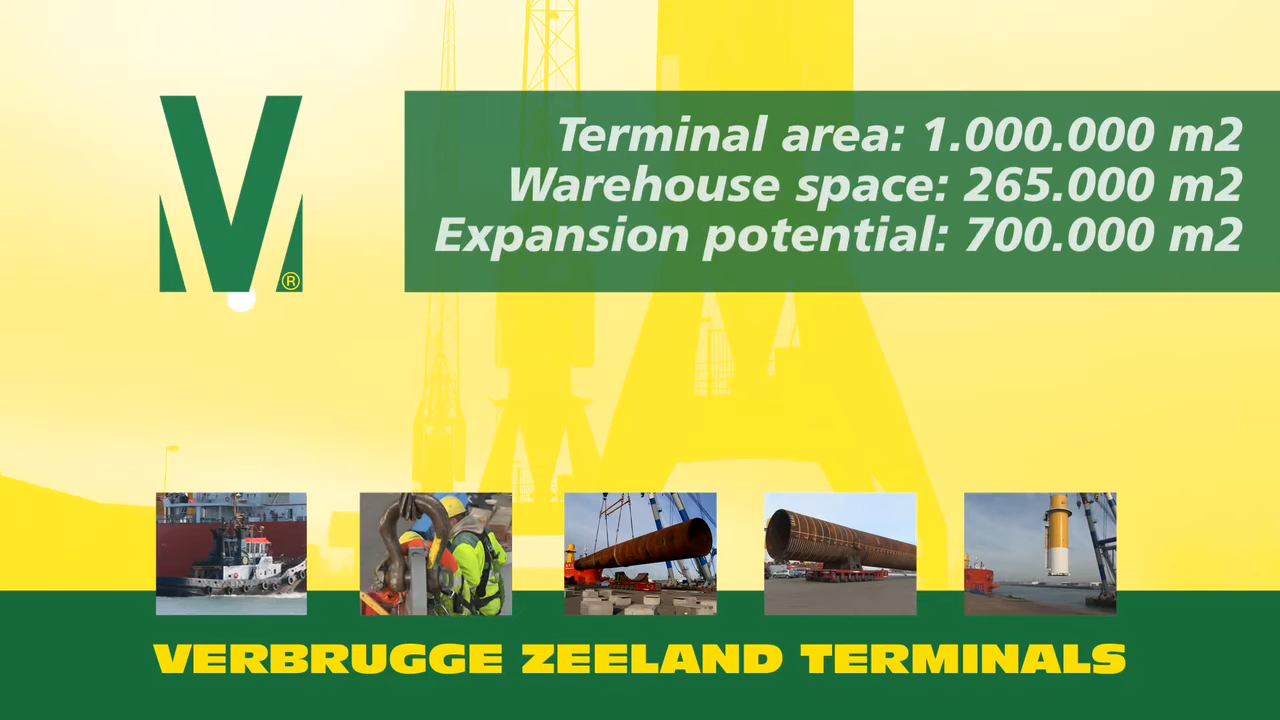 V
®
Terminal area: 1.000.000 m2
Warehouse space: 265.000 m2
Expansion potential: 700.000 m2
VERBRUGGE ZEELAND TERMINALS